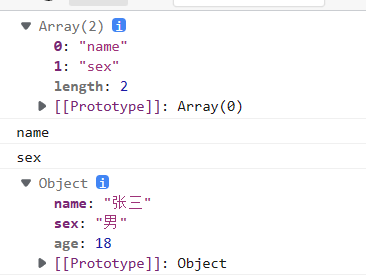 Array(2) i
0: "name"
1: "sex"
length: 2
[[Prototype]]: Array(0)
name
sex
Object i
name: "张三"
sex: "男"
age: 18
[[Prototype]]: Object